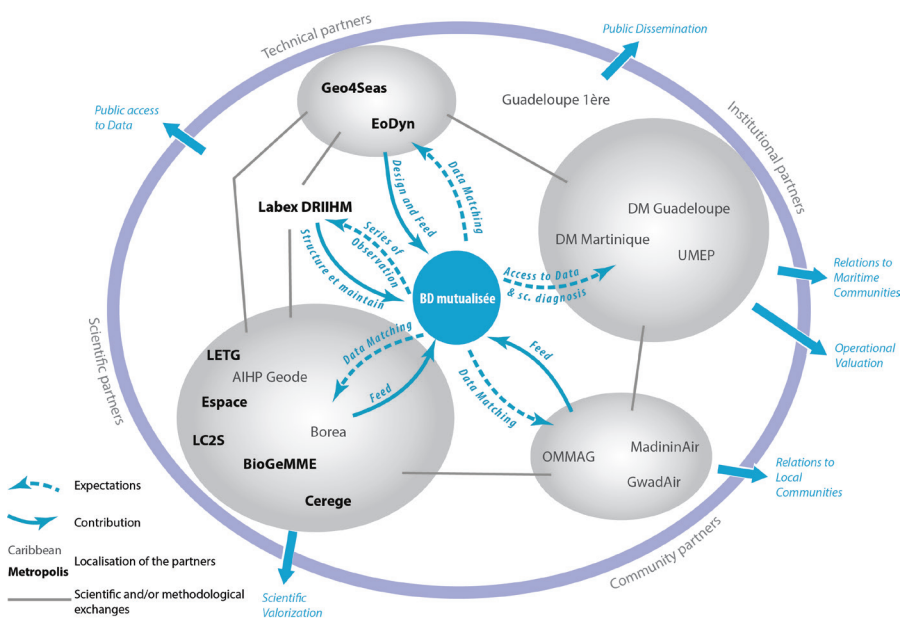 Technical partners
Public Dissemination
Geo4Seas
EoDyn
Guadeloupe 1ère
Institutional partners
Public access
to Data
Design and Feed
Data Matching
Labex DRIIHM
Series of
Observation
Structure et maintain
DM Guadeloupe
DM Martinique
UMEP
BD mutualisée
Access to Data
& sc. diagnosis
Relations to
Maritime
Communities
Scientific partners
LETG
AIHP Geode
Espace
Borea
LC2S
BioGeMME
Cerege
Data Matching
Feed
Feed
Data Matching
Operational
Valuation
OMMAG
MadininAir
GwadAir
Relations to
Local
Communities
Community partners
Expectations
Contribution
Caribbean
Metropolis
Localisation of the partners
Scientific and/or methodological
exchanges
Scientific
Valorization